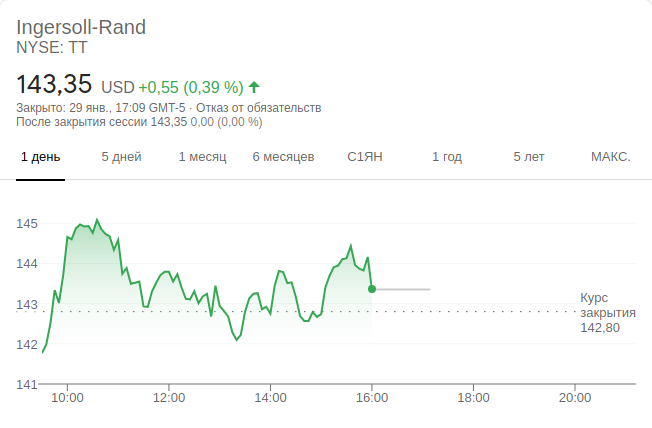 Ingersoll-Rand
NYSE: TT
143,35 USD +0,55 (0,39 %)
Закрыто: 29 янв., 17:09 GMT-5 · Отказ от обязательств
После закрытия сессии 143,35 0,00 (0,00 %)
1 день 5 дней 1 месяц 6 месяцев С1ЯН 1 год 5 лет МАКС.
145
144
143
142
141
Курс
закрытия
142,80
10:00 12:00 14:00 16:00 18:00 20:00